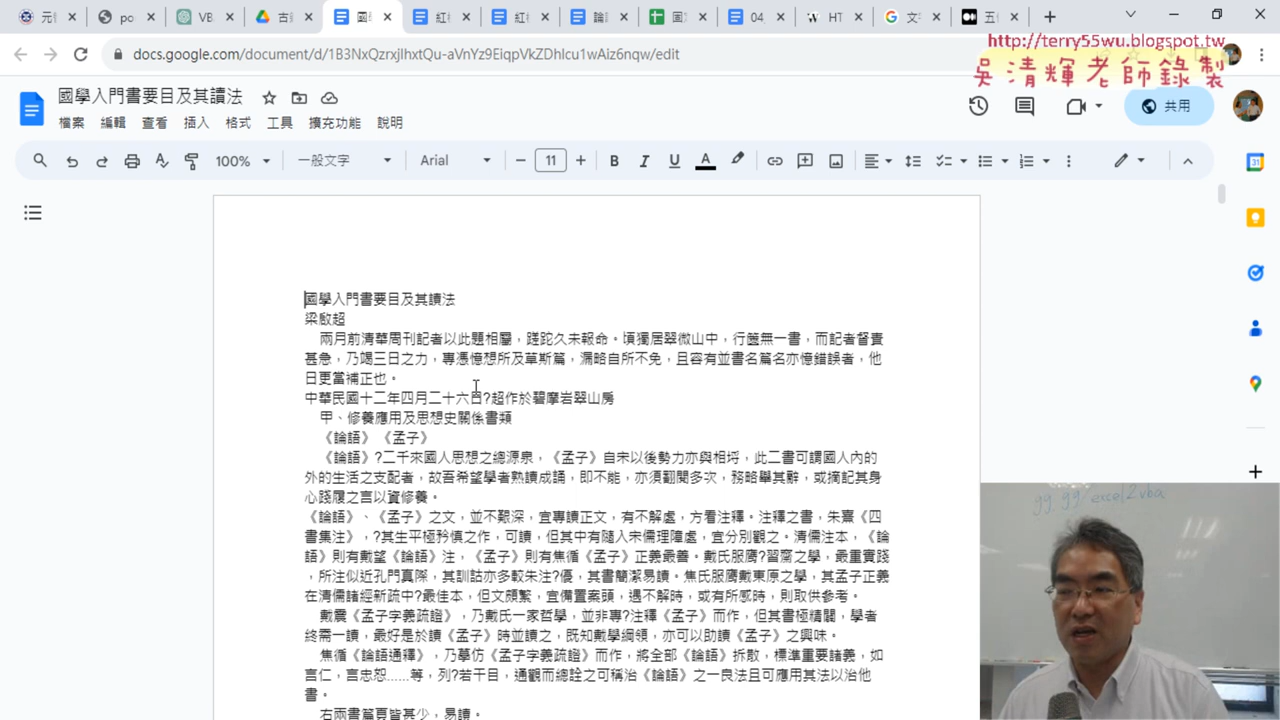 元 po VB 古 國 紅 紅 論 圖 04 HT 文 五
docs.google.com/document/d/1B3NxQzrxjlhxtQu-aVnYz9EiqpVkZDhlcu1wAiz6nqw/edit
http://terry55wu.blogspot.tw
吳清輝老師錄製
國學入門書要目及其讀法
共用
檔案 編輯 查看 插入 格式 工具 擴充功能 說明
100% 一般文字 Arial 11
國學入門書要目及其讀法
梁啟超
兩月前清華周刊記者以此題相屬，蹉跎久未報命。頃獨居翠微山中，行篋無一書，而記者督責
甚急，乃竭三日之力，專憑憶想所及草斯篇，漏略自所不免，且容有並書名篇名亦憶錯誤者，他
日更當補正也。
中華民國十二年四月二十六日?超作於碧摩岩翠山房
甲、修養應用及思想史關係書類
《論語》 《孟子》
《論語》?二千來國人思想之總源泉，《孟子》自宋以後勢力亦與相埒，此二書可謂國人內的
外的生活之支配者，故吾希望學者熟讀成誦，即不能，亦須翻閱多次，務略舉其辭，或摘記其身
心踐履之言以資修養。
《論語》、《孟子》之文，並不艱深，宜專讀正文，有不解處，方看注釋。注釋之書，朱熹《四
書集注》，?其生平極矜慎之作，可讀，但其中有隨入宋儒理障處，宜分別觀之。清儒注本，《論
語》則有戴望《論語》注，《孟子》則有焦循《孟子》正義最善。戴氏服膺?習齋之學，最重實踐
，所注似近孔門真際，其訓詁亦多較朱注?優，其書簡潔易讀。焦氏服膺戴東原之學，其孟子正義
在清儒諸經新疏中?最佳本，但文頗繁，宜備置案頭，遇不解時，或有所感時，則取供參考。
戴震《孟子字義疏證》，乃戴氏一家哲學，並非專?注釋《孟子》而作，但其書極精闢，學者
終需一讀，最好是於讀《孟子》時並讀之，既知戴學綱領，亦可以助讀《孟子》之興味。
焦循《論語通釋》，乃摹仿《孟子字義疏證》而作，將全部《論語》拆散，標準重要諸義，如
言仁，言忠恕……等，列?若干目，通觀而總詮之可稱治《論語》之一良法且可應用其法以治他
書。
右兩書篇頁皆甚少，易讀。
gg.gg/excel2vba